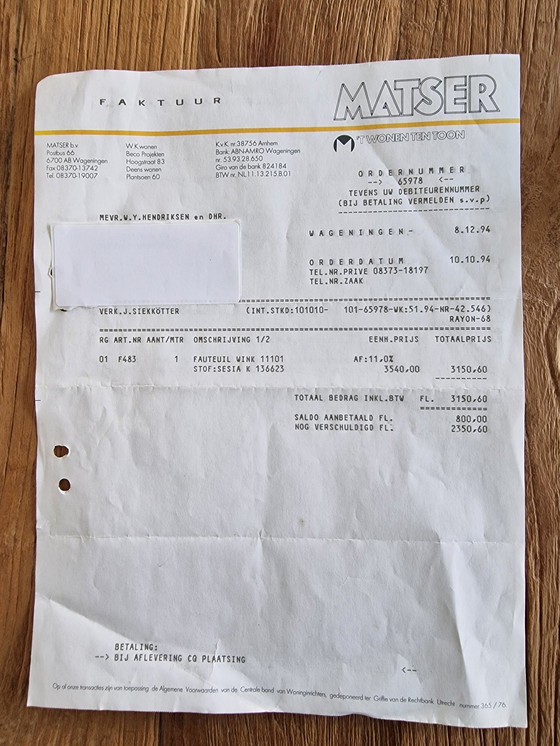 FAKTUUR
MATSER
'T WONEN TEN TOON
MATSER b.v
Postbus 66
6700 AB Wageningen
Fax 08370-13742
Tel. 08370-19007
W.K. wonen
Beco Projekten
Hoogstraat 83
Deens wonen
Plantsoen 60
K.v.K. nr. 38756 Arnhem
Bank: ABN-AMRO Wageningen
nr. 53.93.28.650
Giro van de bank 824184
BTW nr. NL.11.13.215.B.01
ORDERNUMMER
--> 65978 <--
TEVENS UW DEBITEURENNUMMER
(BIJ BETALING VERMELDEN s.v.p)
MEVR.W.Y.HENDRIKSEN en DHR.
WAGENINGEN- 8.12.94
ORDERDATUM 10.10.94
TEL.NR.PRIVE 08373-18197
TEL.NR.ZAAK
VERK.J.SIEKKOTTER (INT.STKD:101010- 101-65978-WK:51.94-NR-42.546)
RAYON-68
RG ART.NR AANT/MTR OMSCHRIJVING 1/2 EENH.PRIJS TOTAALPRIJS
01 F483 1 FAUTEUIL WINK 11101 AF:11,0%
STOF:SESIA K 136623 3540,00 3150,60
TOTAAL BEDRAG INKL.BTW FL. 3150,60
SALDO AANBETAALD FL. 800,00
NOG VERSCHULDIGD FL. 2350,60
BETALING:
--> BIJ AFLEVERING CQ PLAATSING <--
Op al onze transacties zijn van toepassing de Algemene Voorwaarden van de Centrale bond van Woninginrichters, gedeponeerd ter Griffie van de Rechtbank Utrecht nummer 365/76.